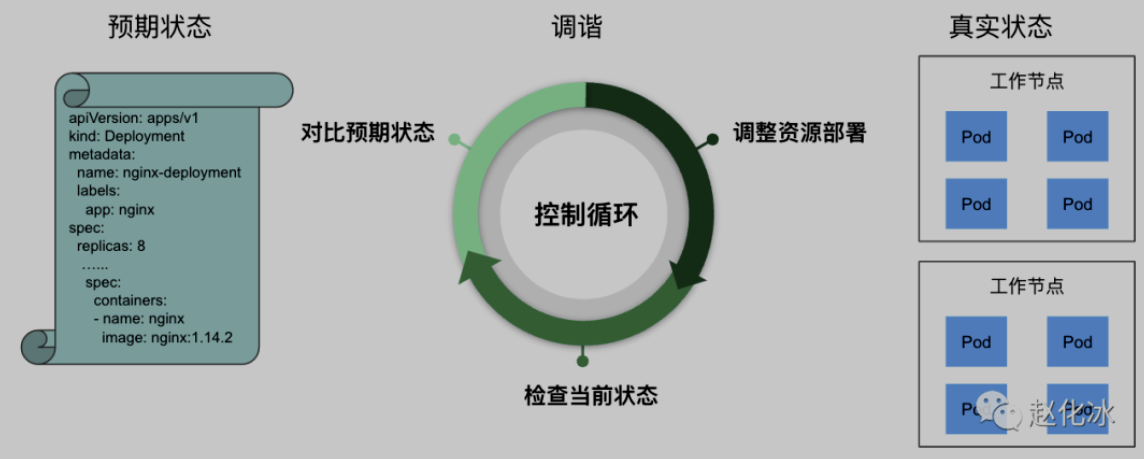 预期状态
调谐
真实状态
apiVersion: apps/v1
kind: Deployment
metadata:
name: nginx-deployment
labels:
app: nginx
spec:
replicas: 8
…...
spec:
containers:
- name: nginx
image: nginx:1.14.2
对比预期状态
调整资源部署
控制循环
检查当前状态
工作节点
Pod Pod
Pod Pod
工作节点
Pod Pod
Pod Pod
赵化冰